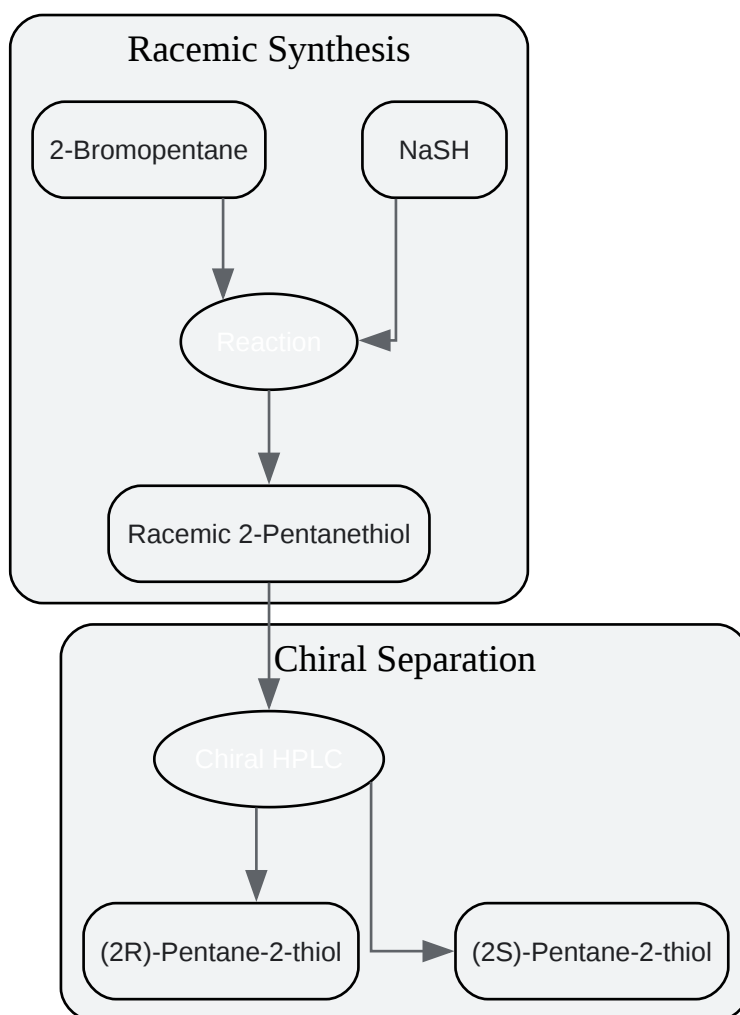 Racemic Synthesis
2-Bromopentane
NaSH
Reaction
Racemic 2-Pentanethiol
Chiral Separation
Chiral HPLC
(2R)-Pentane-2-thiol
(2S)-Pentane-2-thiol